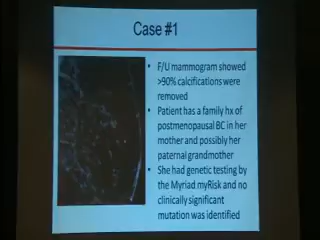 Case #1
• F/U mammogram showed
>90% calcifications were
removed
• Patient has a family hx of
postmenopausal BC in her
mother and possibly her
paternal grandmother
• She had genetic testing by
the Myriad myRisk and no
clinically significant
mutation was identified